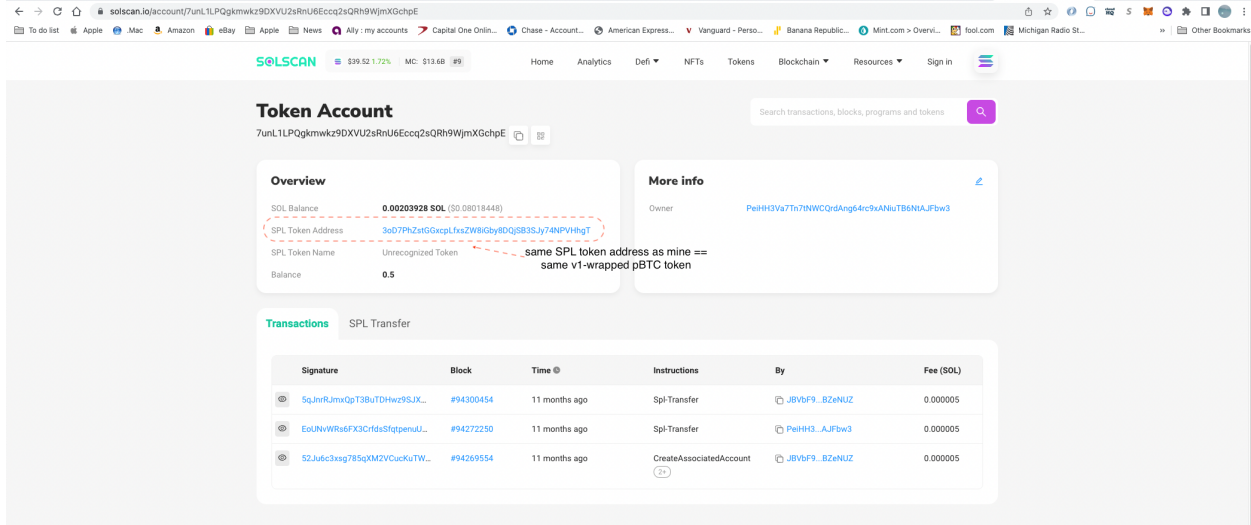 solscan.io/account/7unL1LPQgkmwkz9DXVU2sRnU6Eccq2sQRh9WjmXGchpE
To do list Apple .Mac Amazon eBay Apple News Ally : my accounts Capital One Onlin... Chase - Account... American Express... Vanguard - Perso... Banana Republic... Mint.com > Overvi... fool.com Michigan Radio St... » Other Bookmarks
SOLSCAN $39.52 1.72% MC: $13.6B #9 Home Analytics Defi NFTs Tokens Blockchain Resources Sign in
Token Account
Search transactions, blocks, programs and tokens
7unL1LPQgkmwkz9DXVU2sRnU6Eccq2sQRh9WjmXGchpE
Overview
SOL Balance 0.00203928 SOL ($0.08018448)
SPL Token Address 3oD7PhZstGGxcpLfxsZW8iGby8DQjSB3SJy74NPVHhgT
SPL Token Name Unrecognized Token
Balance 0.5
More info
Owner PeiHH3Va7Tn7tNWCQrdAng64rc9xANiuTB6NtAJFbw3
same SPL token address as mine ==
same v1-wrapped pBTC token
Transactions SPL Transfer
Signature Block Time Instructions By Fee (SOL)
5qJnrRJmxQpT3BuTDHwz9SJX... #94300454 11 months ago Spl-Transfer JBVbF9...BZeNUZ 0.000005
EoUNvWRs6FX3CrfdsSfqtpenuU... #94272250 11 months ago Spl-Transfer PeiHH3...AJFbw3 0.000005
52Ju6c3xsg785qXM2VCucKuTW... #94269554 11 months ago CreateAssociatedAccount JBVbF9...BZeNUZ 0.000005
2+